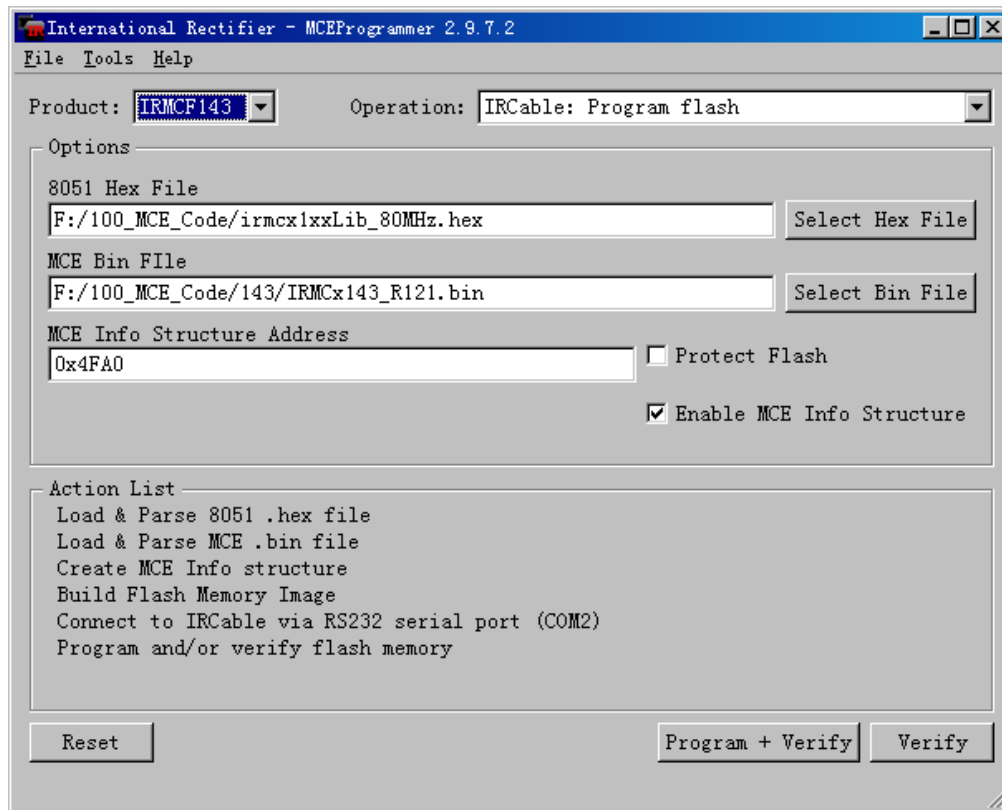 International Rectifier - MCEProgrammer 2.9.7.2
File Tools Help
Product: IRMCF143 Operation: IRCable: Program flash
Options
8051 Hex File
F:/100_MCE_Code/irmcx1xxLib_80MHz.hex Select Hex File
MCE Bin FIle
F:/100_MCE_Code/143/IRMCx143_R121.bin Select Bin File
MCE Info Structure Address
0x4FA0 Protect Flash
Enable MCE Info Structure
Action List
Load & Parse 8051 .hex file
Load & Parse MCE .bin file
Create MCE Info structure
Build Flash Memory Image
Connect to IRCable via RS232 serial port (COM2)
Program and/or verify flash memory
Reset Program + Verify Verify